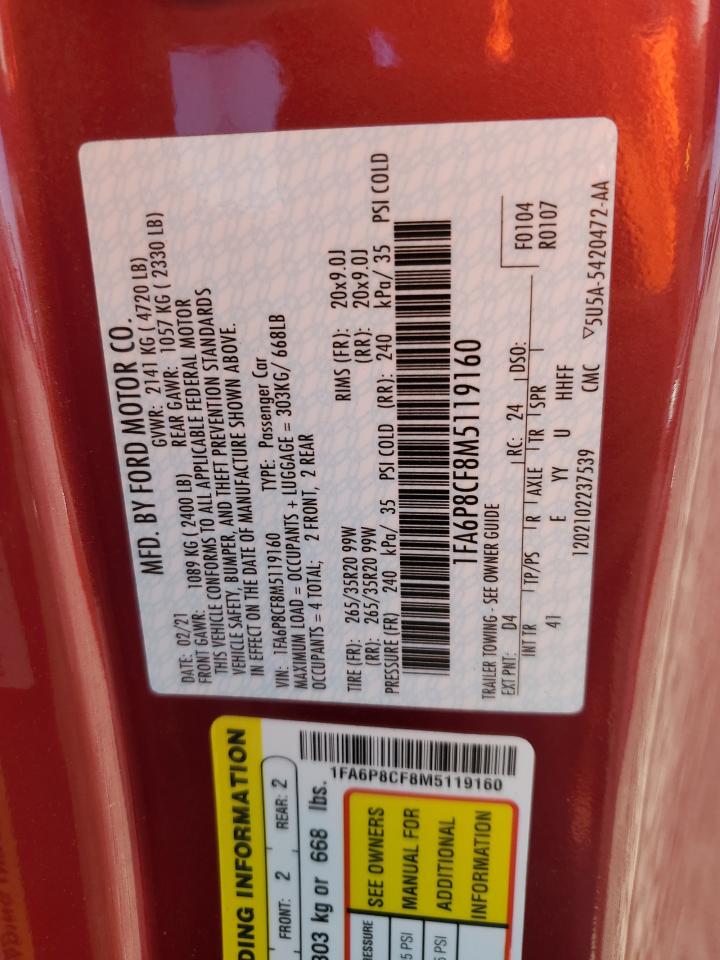 MFD. BY FORD MOTOR CO.
DATE: 02/21 GVWR: 2141 KG ( 4720 LB)
FRONT GAWR: 1089 KG ( 2400 LB) REAR GAWR: 1057 KG ( 2330 LB)
THIS VEHICLE CONFORMS TO ALL APPLICABLE FEDERAL MOTOR
VEHICLE SAFETY, BUMPER, AND THEFT PREVENTION STANDARDS
IN EFFECT ON THE DATE OF MANUFACTURE SHOWN ABOVE.
VIN: 1FA6P8CF8M5119160 TYPE: Passenger Car
MAXIMUM LOAD = OCCUPANTS + LUGGAGE = 303KG/ 668LB
OCCUPANTS = 4 TOTAL; 2 FRONT, 2 REAR
TIRE (FR): 265/35R20 99W RIMS (FR): 20x9.0J
(RR): 265/35R20 99W (RR): 20x9.0J
PRESSURE (FR) 240 kPa/ 35 PSI COLD (RR): 240 kPa/ 35 PSI COLD
1FA6P8CF8M5119160
TRAILER TOWING - SEE OWNER GUIDE
EXT PNT: D4 RC: 24 DSO: F0104
INT TR TP/PS R AXLE TR SPR R0107
41 E YY U HHFF
1202102237539 CMC ▽5U5A-5420472-AA
DING INFORMATION
FRONT: 2 REAR: 2
303 kg or 668 lbs.
1FA6P8CF8M5119160
RESSURE SEE OWNERS
5 PSI MANUAL FOR
5 PSI ADDITIONAL
INFORMATION